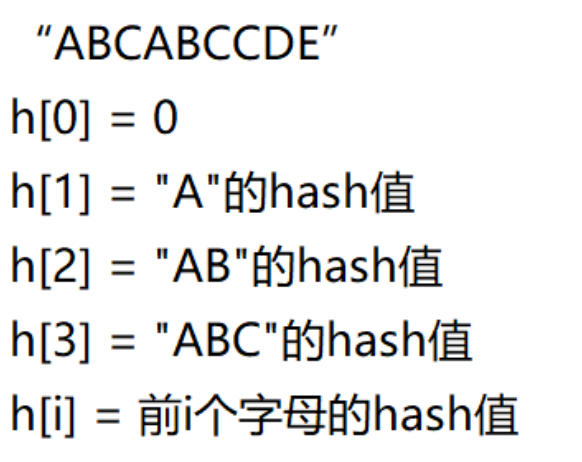 “ABCABCCDE”
h[0] = 0
h[1] = "A"的hash值
h[2] = "AB"的hash值
h[3] = "ABC"的hash值
h[i] = 前i个字母的hash值